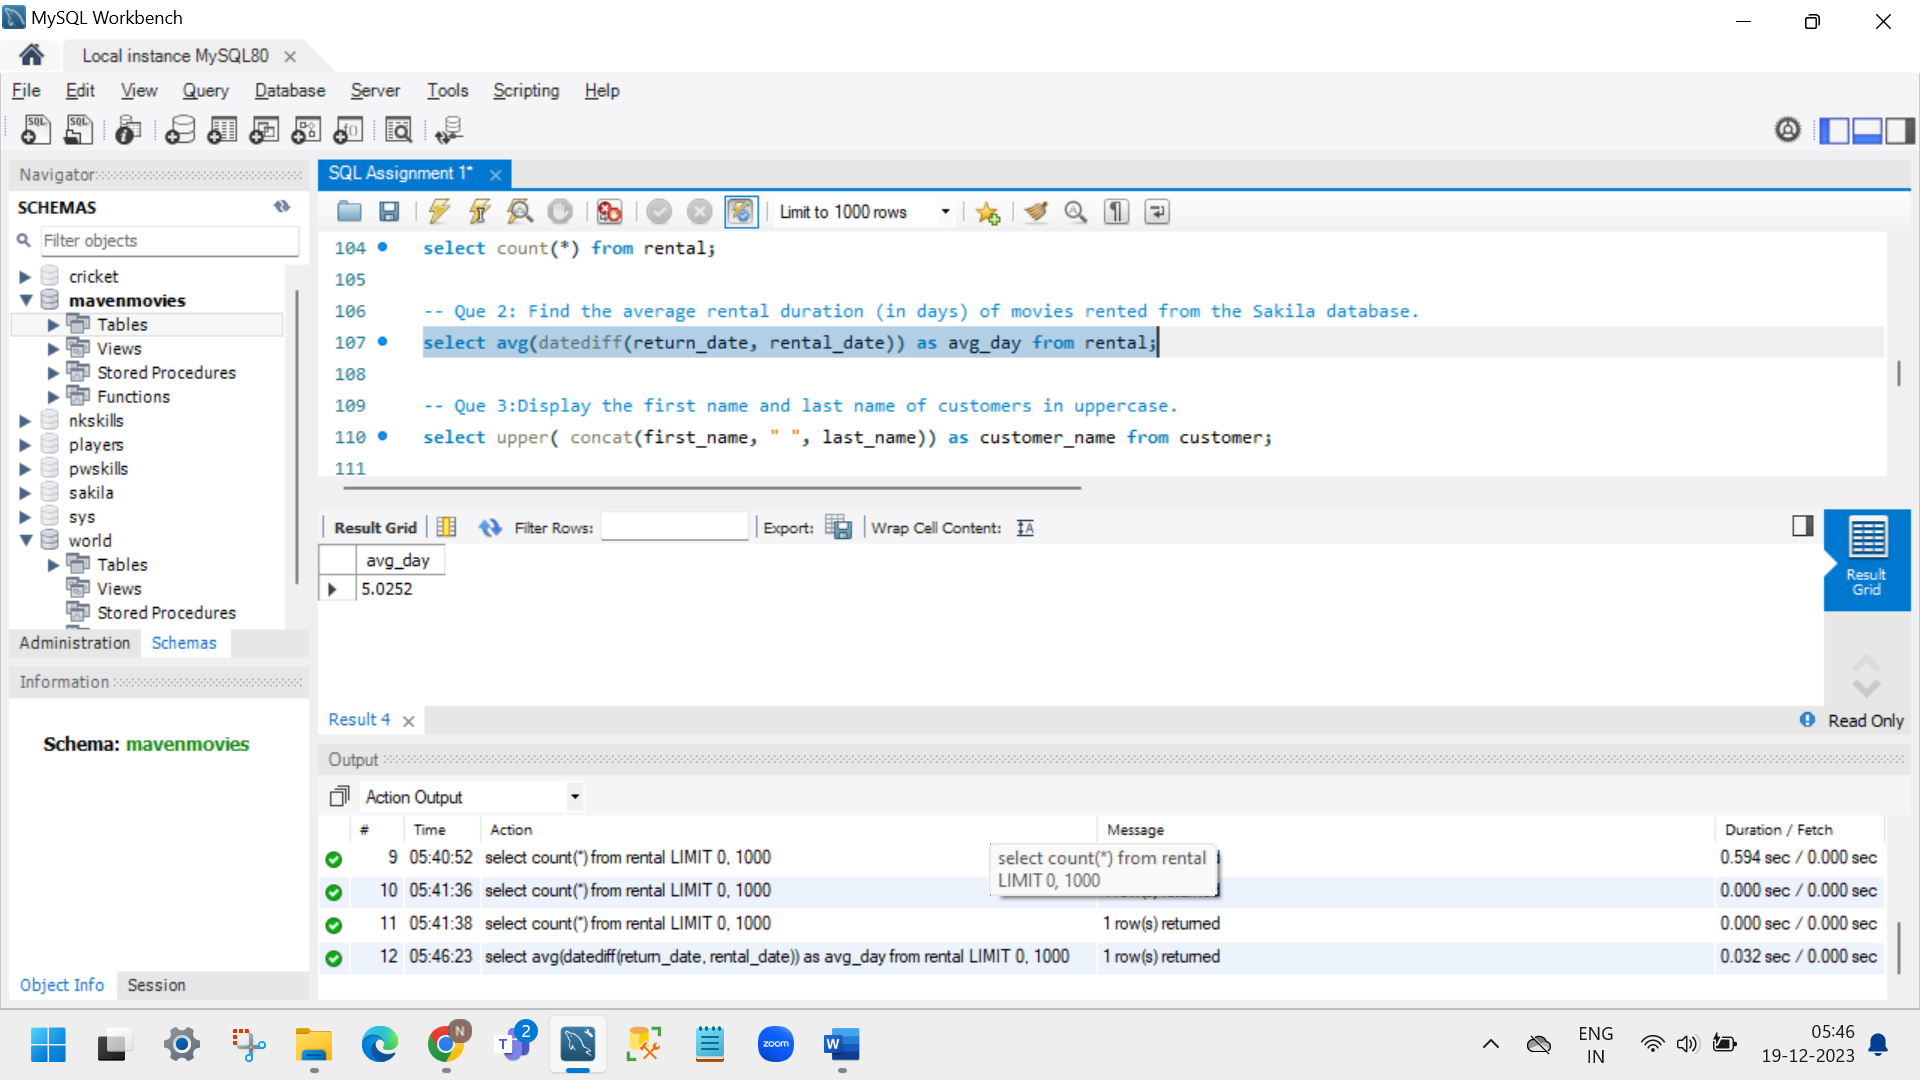 MySQL Workbench
Local instance MySQL80
File Edit View Query Database Server Tools Scripting Help
Navigator
SCHEMAS
Filter objects
cricket
mavenmovies
Tables
Views
Stored Procedures
Functions
nkskills
players
pwskills
sakila
sys
world
Tables
Views
Stored Procedures
Administration Schemas
Information
Schema: mavenmovies
Object Info Session
SQL Assignment 1*
Limit to 1000 rows
104 select count(*) from rental;
105
106 -- Que 2: Find the average rental duration (in days) of movies rented from the Sakila database.
107 select avg(datediff(return_date, rental_date)) as avg_day from rental;
108
109 -- Que 3:Display the first name and last name of customers in uppercase.
110 select upper( concat(first_name, " ", last_name)) as customer_name from customer;
111
Result Grid Filter Rows: Export: Wrap Cell Content:
avg_day
5.0252
Result Grid
Result 4
Read Only
Output
Action Output
# Time Action Message Duration / Fetch
9 05:40:52 select count(*) from rental LIMIT 0, 1000 0.594 sec / 0.000 sec
select count(*) from rental
LIMIT 0, 1000
10 05:41:36 select count(*) from rental LIMIT 0, 1000 0.000 sec / 0.000 sec
11 05:41:38 select count(*) from rental LIMIT 0, 1000 1 row(s) returned 0.000 sec / 0.000 sec
12 05:46:23 select avg(datediff(return_date, rental_date)) as avg_day from rental LIMIT 0, 1000 1 row(s) returned 0.032 sec / 0.000 sec
N
2
zoom
W
ENG
IN
05:46
19-12-2023